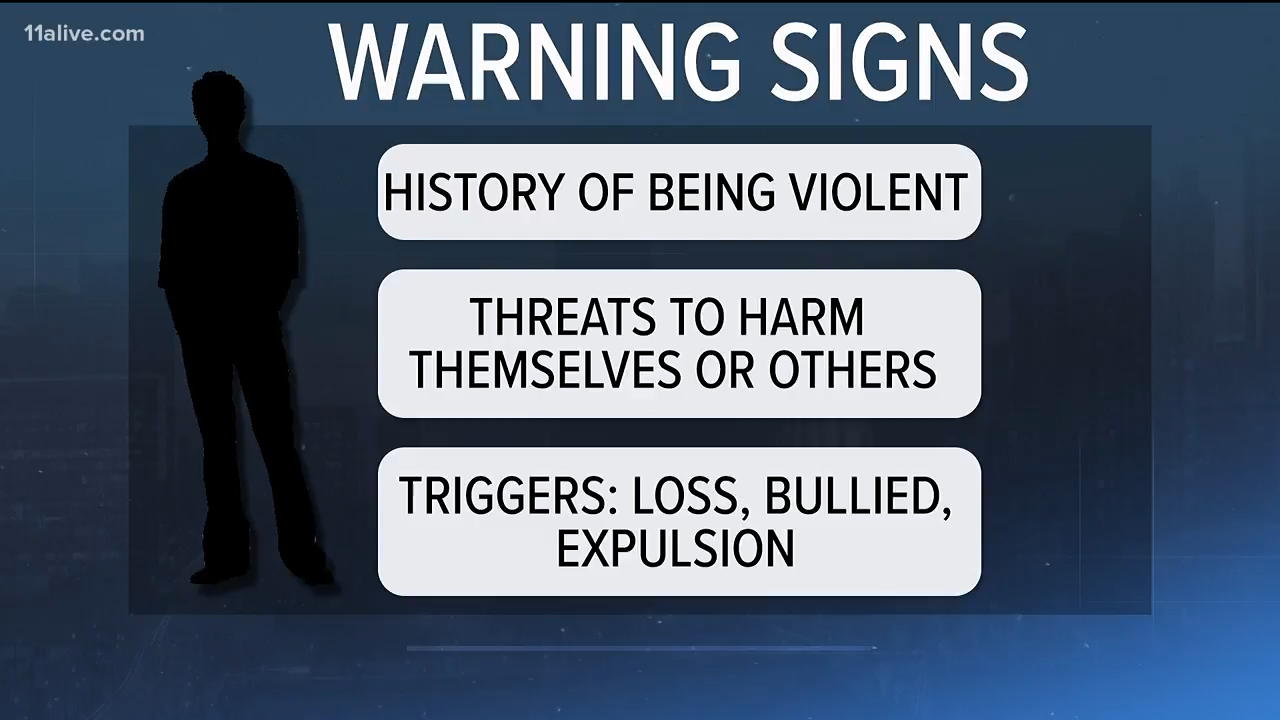 11alive.com
WARNING SIGNS
HISTORY OF BEING VIOLENT
THREATS TO HARM
THEMSELVES OR OTHERS
TRIGGERS: LOSS, BULLIED,
EXPULSION